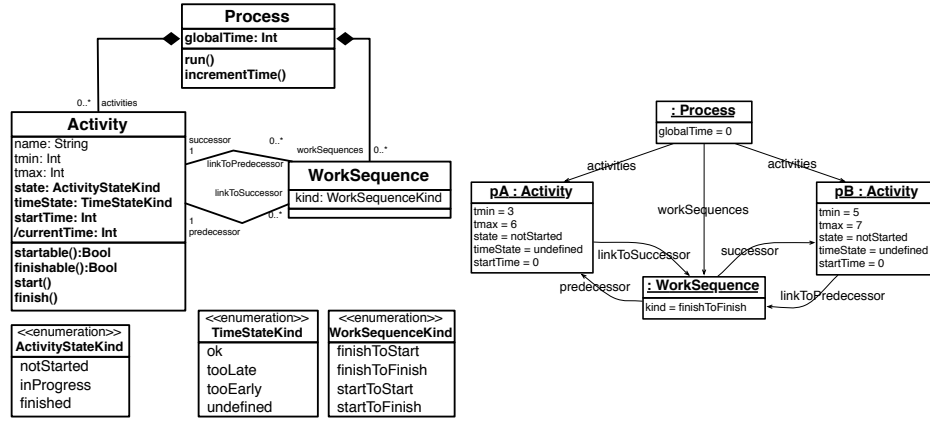 Process
globalTime: Int
run()
incrementTime()
0..* activities
Activity
name: String
tmin: Int
tmax: Int
state: ActivityStateKind
timeState: TimeStateKind
startTime: Int
/currentTime: Int
startable():Bool
finishable():Bool
start()
finish()
successor
1
0..*
linkToPredecessor
workSequences
0..*
linkToSuccessor
0..*
1
predecessor
WorkSequence
kind: WorkSequenceKind
<<enumeration>>
ActivityStateKind
notStarted
inProgress
finished
<<enumeration>>
TimeStateKind
ok
tooLate
tooEarly
undefined
<<enumeration>>
WorkSequenceKind
finishToStart
finishToFinish
startToStart
startToFinish
: Process
globalTime = 0
activities
activities
workSequences
pA : Activity
tmin = 3
tmax = 6
state = notStarted
timeState = undefined
startTime = 0
pB : Activity
tmin = 5
tmax = 7
state = notStarted
timeState = undefined
startTime = 0
linkToSuccessor
successor
predecessor
linkToPredecessor
: WorkSequence
kind = finishToFinish